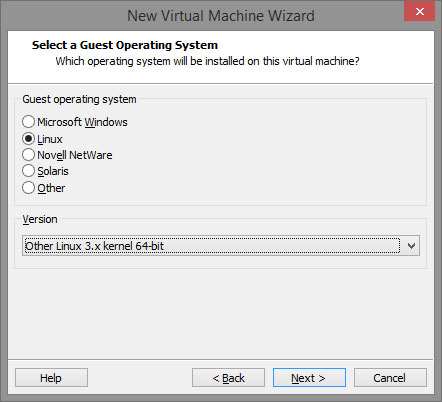 New Virtual Machine Wizard
Select a Guest Operating System
Which operating system will be installed on this virtual machine?
Guest operating system
Microsoft Windows
Linux
Novell NetWare
Solaris
Other
Version
Other Linux 3.x kernel 64-bit
Help
< Back
Next >
Cancel